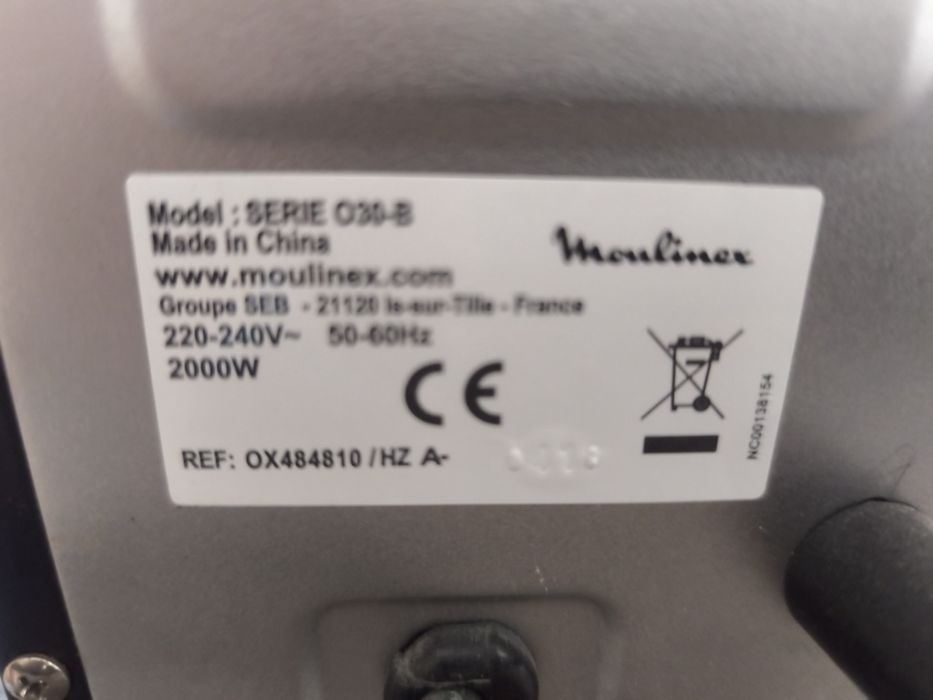 Model : SERIE O30-B
Made in China
Moulinex
www.moulinex.com
Groupe SEB - 21120 Is-sur-Tille - France
220-240V~ 50-60Hz
2000W
CE
REF: OX484810 /HZ A-
NC00138154